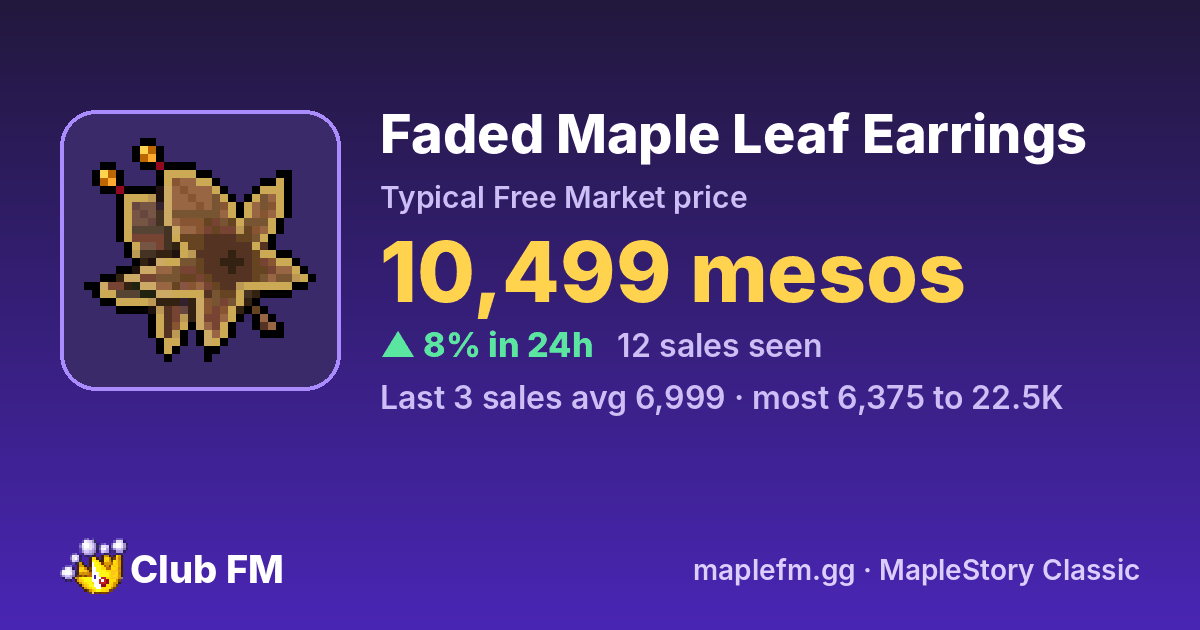 Faded Maple Leaf Earrings
Typical Free Market price
10,499 mesos
▲ 8% in 24h 12 sales seen
Last 3 sales avg 6,999 · most 6,375 to 22.5K
Club FM
maplefm.gg · MapleStory Classic